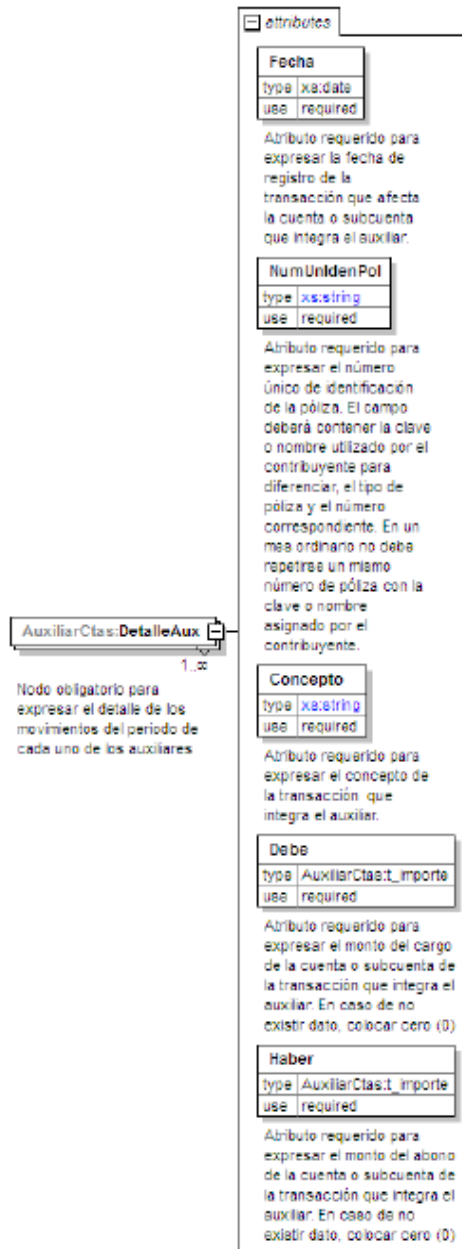 attributes
Fecha
type xs:date
use required
Atributo requerido para
expresar la fecha de
registro de la
transacción que afecta
la cuenta o subcuenta
que integra el auxiliar.
NumUnIdenPol
type xs:string
use required
Atributo requerido para
expresar el número
único de identificación
de la póliza. El campo
deberá contener la clave
o nombre utilizado por el
contribuyente para
diferenciar, el tipo de
póliza y el número
correspondiente. En un
mes ordinario no debe
repetirse un mismo
número de póliza con la
clave o nombre
asignado por el
contribuyente.
AuxiliarCtas:DetalleAux
1..∞
Nodo obligatorio para
expresar el detalle de los
movimientos del periodo de
cada uno de los auxiliares
Concepto
type xs:string
use required
Atributo requerido para
expresar el concepto de
la transacción que
integra el auxiliar.
Debe
type AuxiliarCtas:t_importe
use required
Atributo requerido para
expresar el monto del cargo
de la cuenta o subcuenta de
la transacción que integra el
auxiliar. En caso de no
existir dato, colocar cero (0)
Haber
type AuxiliarCtas:t_importe
use required
Atributo requerido para
expresar el monto del abono
de la cuenta o subcuenta de
la transacción que integra el
auxiliar. En caso de no
existir dato, colocar cero (0)